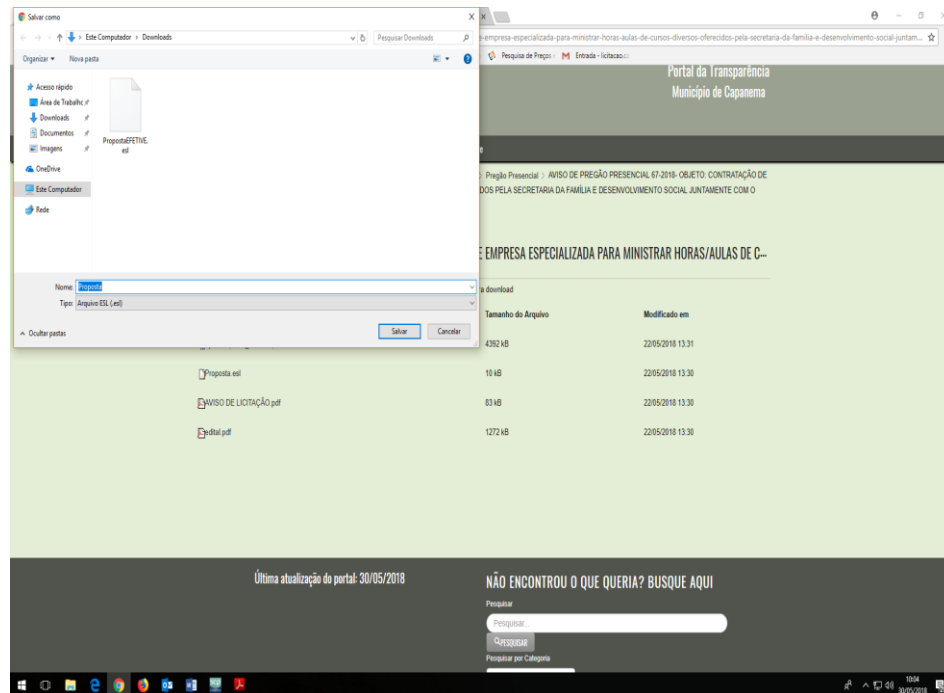 Salvar como
Este Computador > Downloads
Pesquisar Downloads
Organizar
Nova pasta
Acesso rápido
Área de Trabalho
Downloads
Documentos
Imagens
OneDrive
Este Computador
Rede
PropostaEFETIVE.
esl
Nome: Proposta
Tipo: Arquivo ESL (.esl)
Ocultar pastas
Salvar
Cancelar
e-empresa-especializada-para-ministrar-horas-aulas-de-cursos-diversos-oferecidos-pela-secretaria-da-familia-e-desenvolvimento-social-juntam...
Pesquisa de Preços
Entrada - licitacao
Portal da Transparência
Município de Capanema
> Pregão Presencial > AVISO DE PREGÃO PRESENCIAL 67-2018- OBJETO: CONTRATAÇÃO DE
DOS PELA SECRETARIA DA FAMÍLIA E DESENVOLVIMENTO SOCIAL JUNTAMENTE COM O
E EMPRESA ESPECIALIZADA PARA MINISTRAR HORAS/AULAS DE C...
a download
Tamanho do Arquivo
Modificado em
4392 kB
22/05/2018 13:31
Proposta.esl
10 kB
22/05/2018 13:30
AVISO DE LICITAÇÃO.pdf
83 kB
22/05/2018 13:30
edital.pdf
1272 kB
22/05/2018 13:30
Última atualização do portal: 30/05/2018
NÃO ENCONTROU O QUE QUERIA? BUSQUE AQUI
Pesquisar
Pesquisar...
PESQUISAR
Pesquisar por Categoria
10:04
30/05/2018